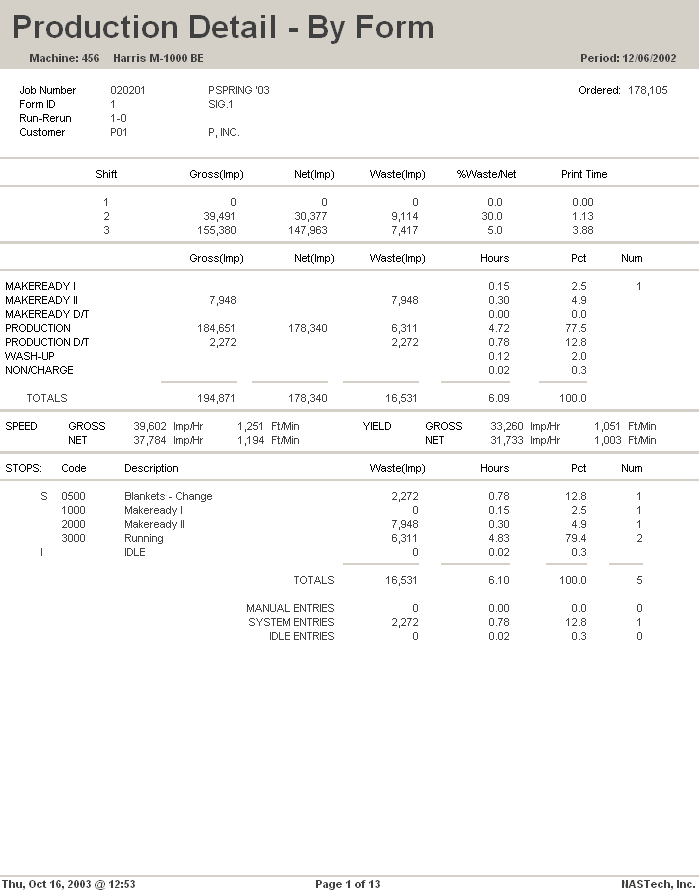 Production Detail - By Form
Machine: 456 Harris M-1000 BE Period: 12/06/2002
Job Number 020201 PSPRING '03 Ordered: 178,105
Form ID 1 SIG.1
Run-Rerun 1-0
Customer P01 P, INC.
Shift Gross(Imp) Net(Imp) Waste(Imp) %Waste/Net Print Time
1 0 0 0 0.0 0.00
2 39,491 30,377 9,114 30.0 1.13
3 155,380 147,963 7,417 5.0 3.88
Gross(Imp) Net(Imp) Waste(Imp) Hours Pct Num
MAKEREADY I 0.15 2.5 1
MAKEREADY II 7,948 7,948 0.30 4.9
MAKEREADY D/T 0.00 0.0
PRODUCTION 184,651 178,340 6,311 4.72 77.5
PRODUCTION D/T 2,272 2,272 0.78 12.8
WASH-UP 0.12 2.0
NON/CHARGE 0.02 0.3
TOTALS 194,871 178,340 16,531 6.09 100.0
SPEED GROSS 39,602 Imp/Hr 1,251 Ft/Min YIELD GROSS 33,260 Imp/Hr 1,051 Ft/Min
NET 37,784 Imp/Hr 1,194 Ft/Min NET 31,733 Imp/Hr 1,003 Ft/Min
STOPS: Code Description Waste(Imp) Hours Pct Num
S 0500 Blankets - Change 2,272 0.78 12.8 1
1000 Makeready I 0 0.15 2.5 1
2000 Makeready II 7,948 0.30 4.9 1
3000 Running 6,311 4.83 79.4 2
I IDLE 0 0.02 0.3
TOTALS 16,531 6.10 100.0 5
MANUAL ENTRIES 0 0.00 0.0 0
SYSTEM ENTRIES 2,272 0.78 12.8 1
IDLE ENTRIES 0 0.02 0.3 0
Thu, Oct 16, 2003 @ 12:53 Page 1 of 13 NASTech, Inc.